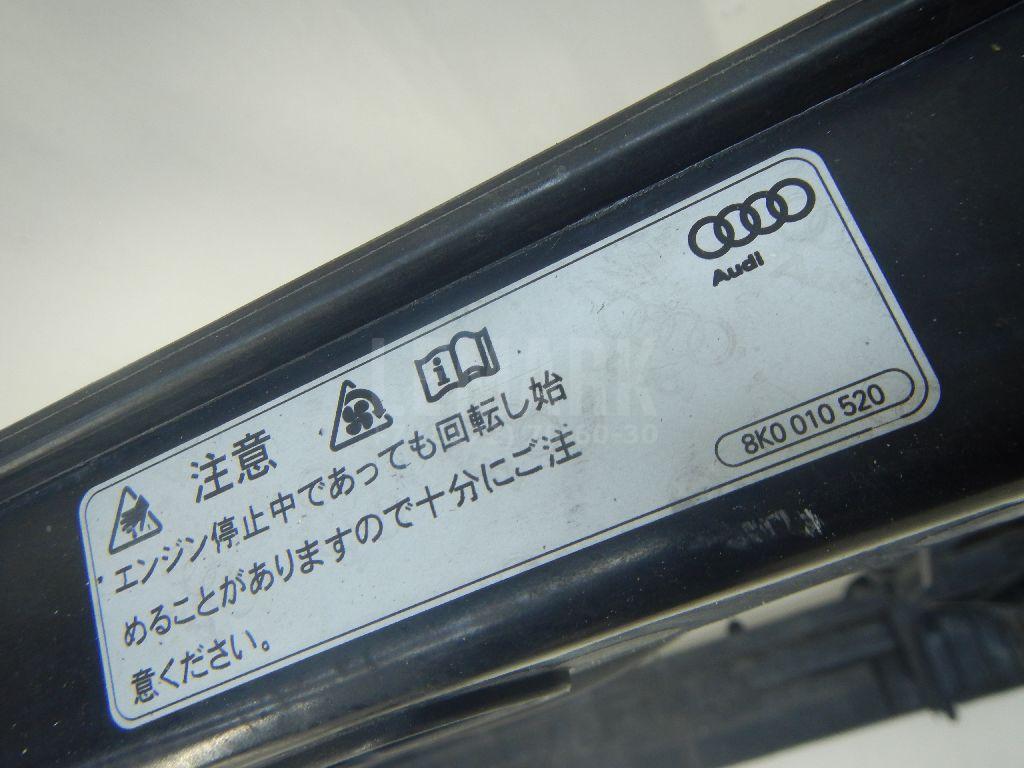 Audi
注意
エンジン停止中であっても回転し始
めることがありますので十分にご注
意ください。
8K0 010 520